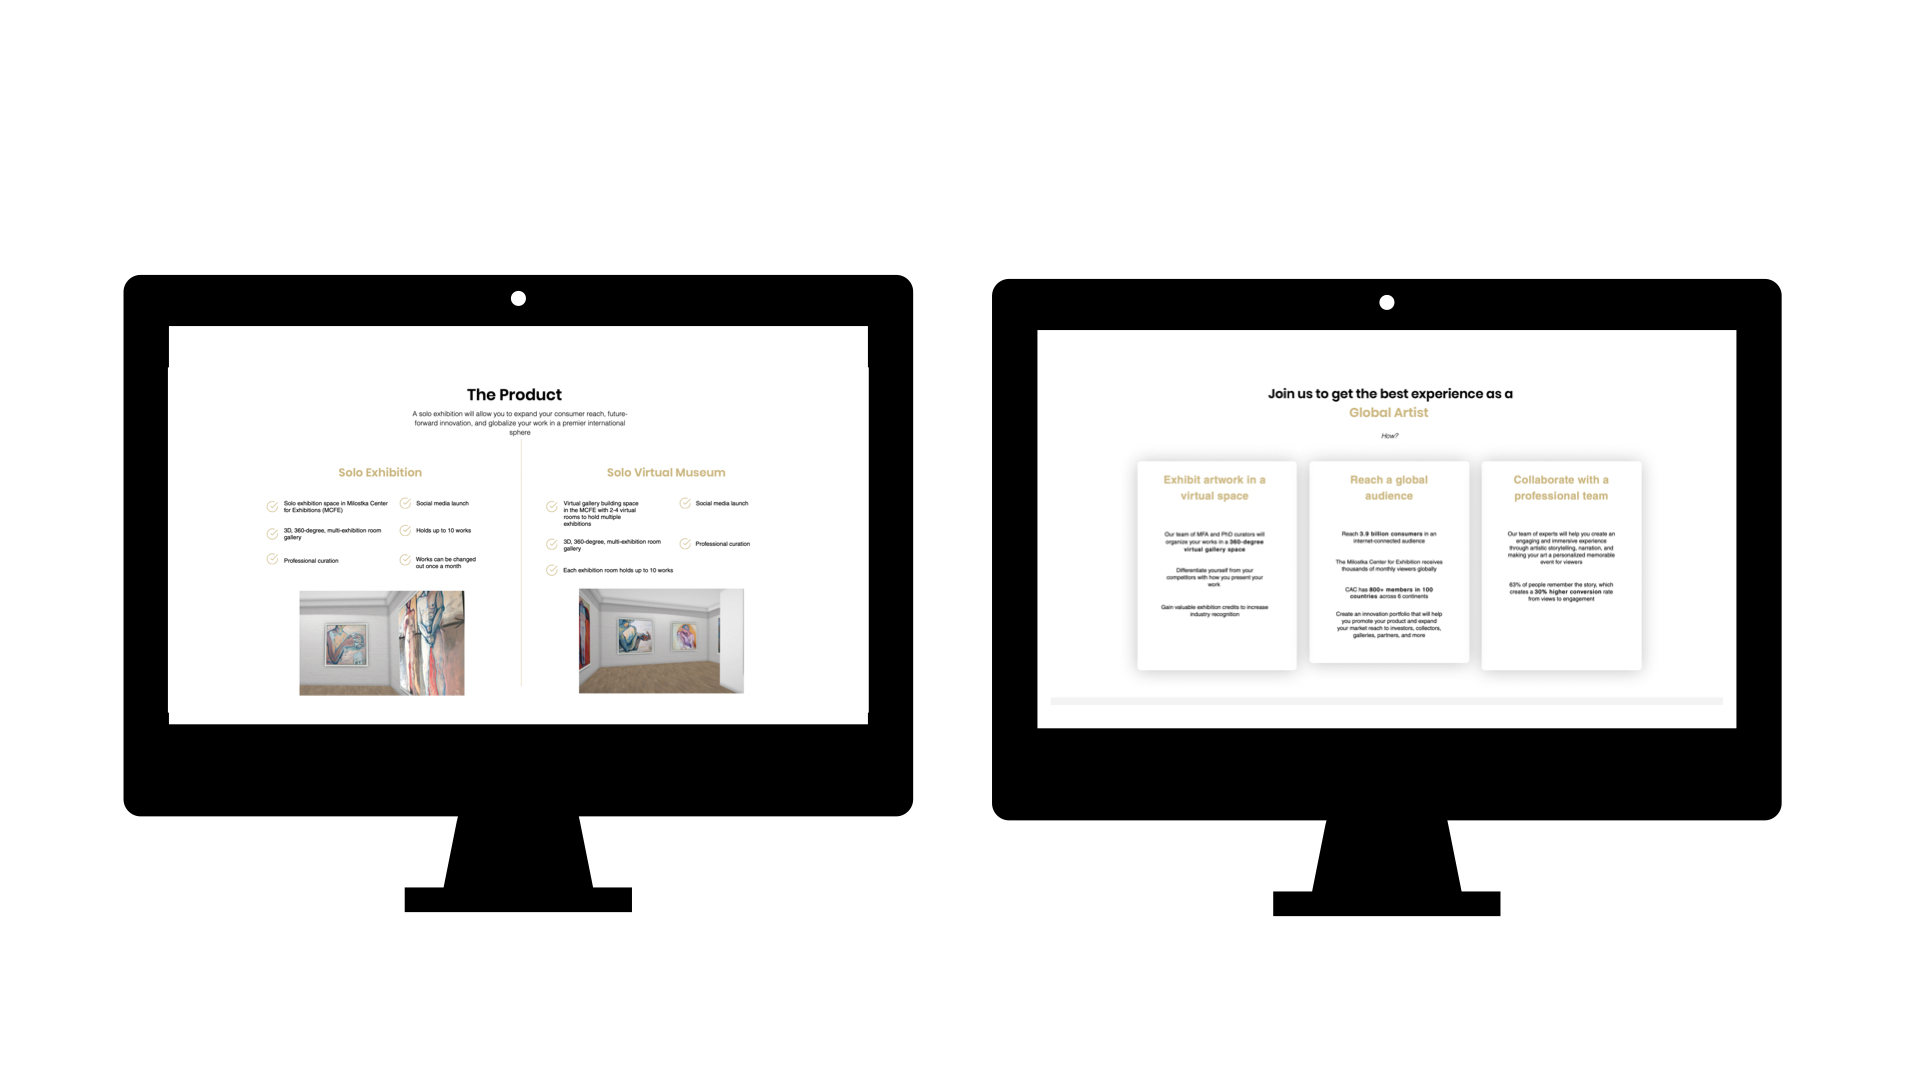 The Product
A solo exhibition will allow you to expand your consumer reach, future-
forward innovation, and globalize your work in a premier international
sphere
Solo Exhibition
Solo exhibition space in Milostka Center
for Exhibitions (MCFE)
3D, 360-degree, multi-exhibition room
gallery
Professional curation
Social media launch
Holds up to 10 works
Works can be changed
out once a month
Solo Virtual Museum
Virtual gallery building space
in the MCFE with 2-4 virtual
rooms to hold multiple
exhibitions
3D, 360-degree, multi-exhibition room
gallery
Each exhibition room holds up to 10 works
Social media launch
Professional curation
Join us to get the best experience as a
Global Artist
How?
Exhibit artwork in a
virtual space
Our team of MFA and PhD curators will
organize your works in a 360-degree
virtual gallery space
Differentiate yourself from your
competitors with how you present your
work
Gain valuable exhibition credits to increase
industry recognition
Reach a global
audience
Reach 3.9 billion consumers in an
internet-connected audience
The Milostka Center for Exhibition receives
thousands of monthly viewers globally
CAC has 800+ members in 100
countries across 6 continents
Create an innovation portfolio that will help
you promote your product and expand
your market reach to investors, collectors,
galleries, partners, and more
Collaborate with a
professional team
Our team of experts will help you create an
engaging and immersive experience
through artistic storytelling, narration, and
making your art a personalized memorable
event for viewers
63% of people remember the story, which
creates a 30% higher conversion rate
from views to engagement